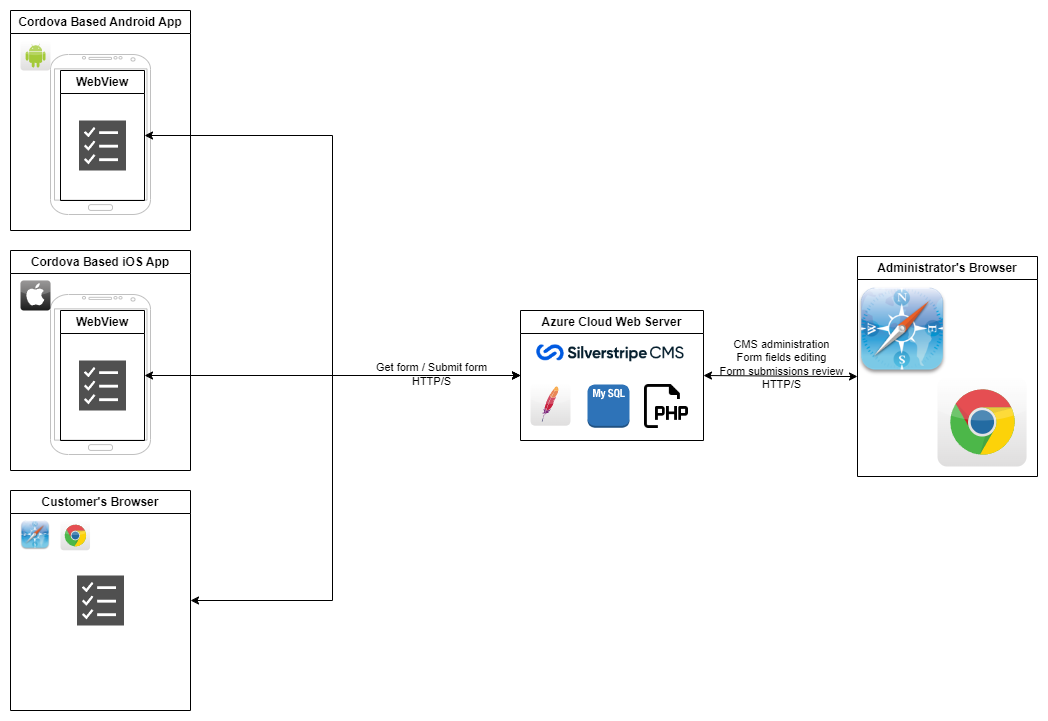 Cordova Based Android App
WebView
Cordova Based iOS App
WebView
Customer's Browser
Get form / Submit form
HTTP/S
Azure Cloud Web Server
Silverstripe CMS
My SQL
PHP
CMS administration
Form fields editing
Form submissions review
HTTP/S
Administrator's Browser
N
W
E
S